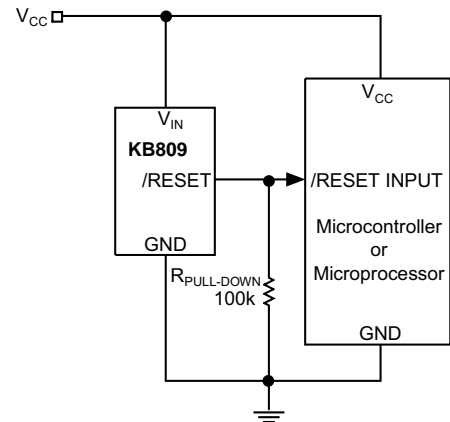 VCC
VIN
KB809
/RESET
GND
RPULL-DOWN
100k
VCC
/RESET INPUT
Microcontroller
or
Microprocessor
GND